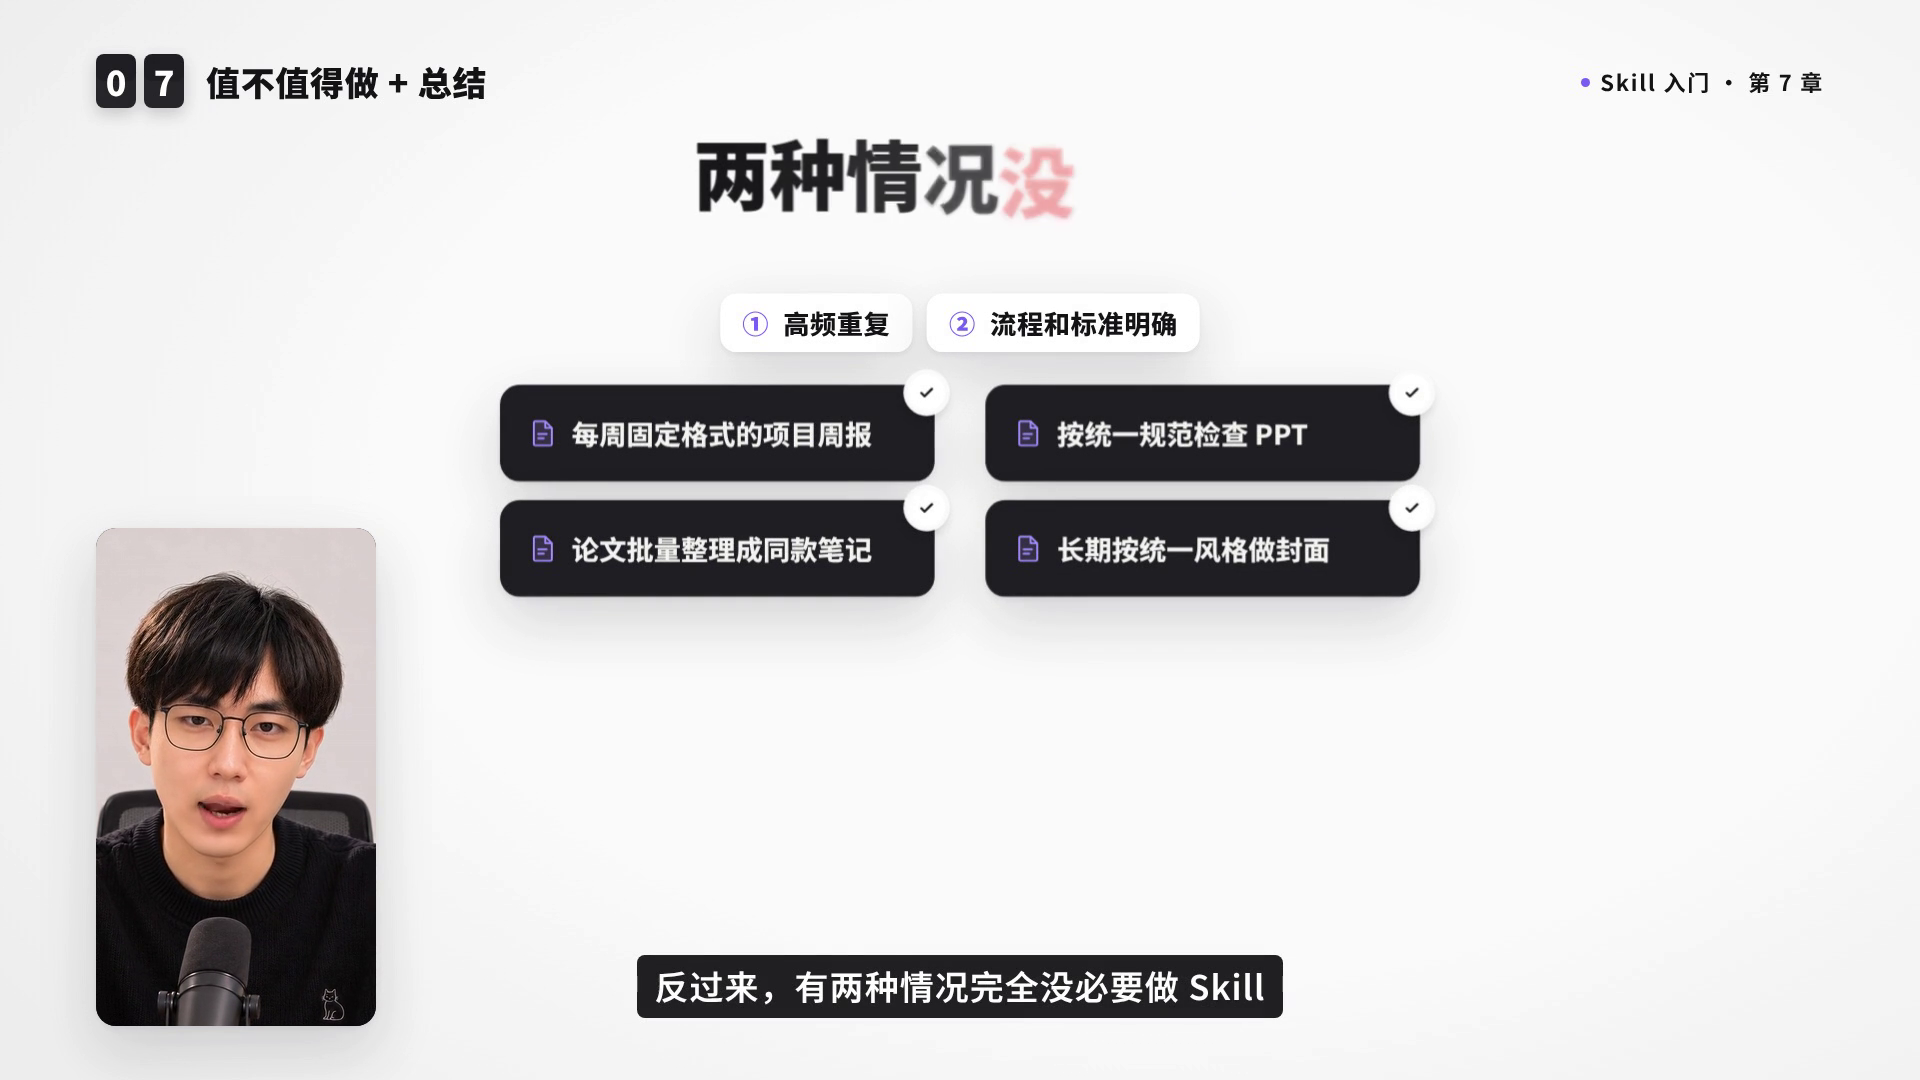 07 值不值得做 + 总结
Skill 入门 · 第 7 章
两种情况没
① 高频重复
② 流程和标准明确
每周固定格式的项目周报
按统一规范检查 PPT
论文批量整理成同款笔记
长期按统一风格做封面
反过来，有两种情况完全没必要做 Skill